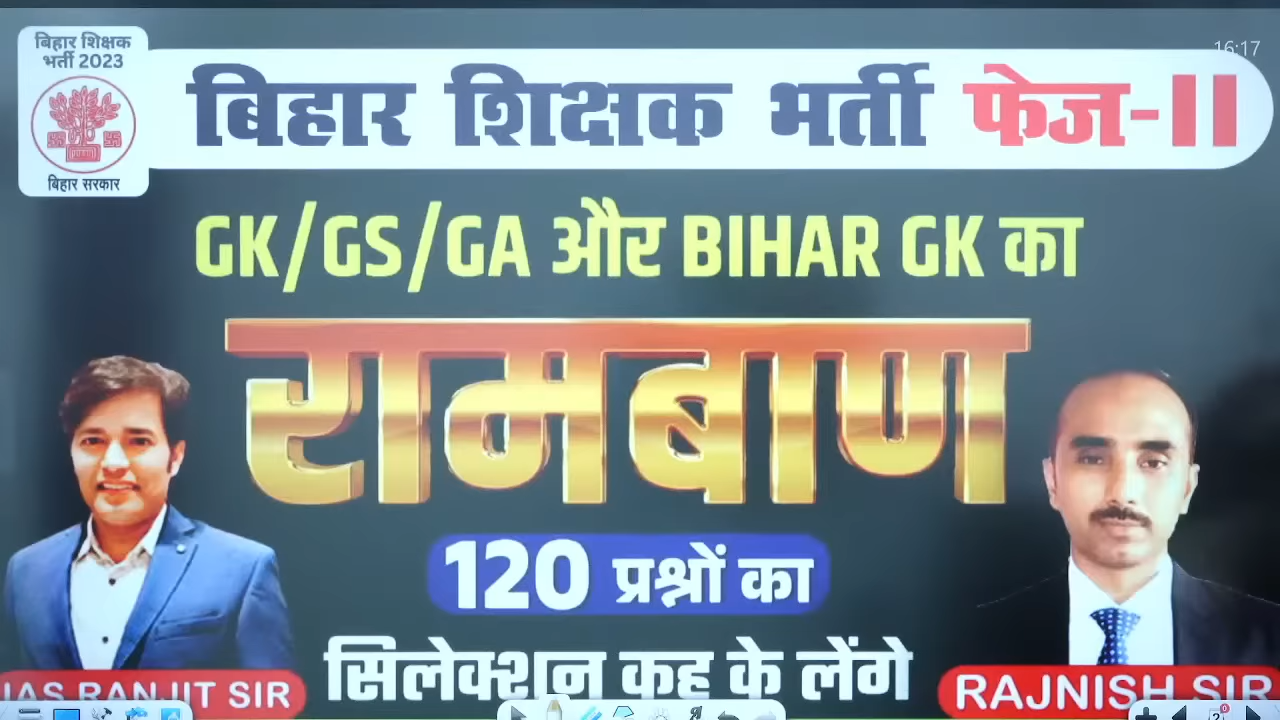 बिहार शिक्षक
भर्ती 2023
बिहार सरकार
16:17
बिहार शिक्षक भर्ती फेज-II
GK/GS/GA और BIHAR GK का
रामबाण
120 प्रश्नों का
सिलेक्शन कह के लेंगे
IAS RANJIT SIR
RAJNISH SIR